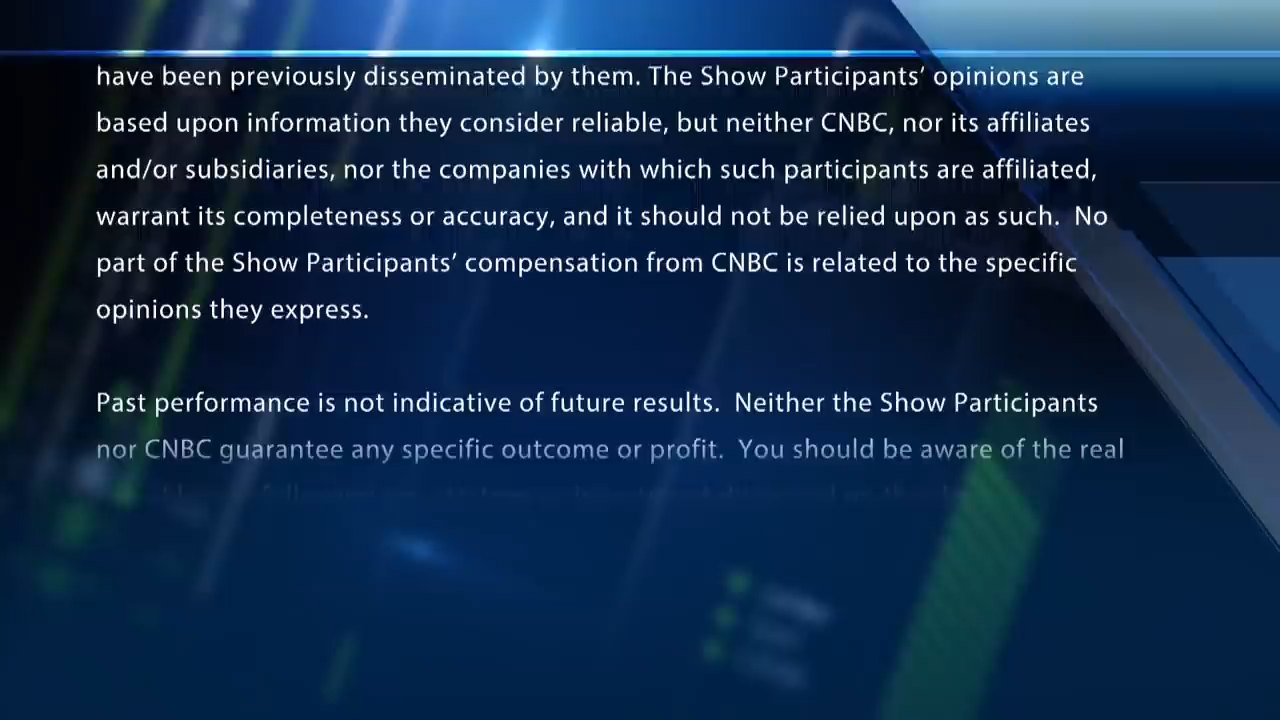 have been previously disseminated by them. The Show Participants’ opinions are
based upon information they consider reliable, but neither CNBC, nor its affiliates
and/or subsidiaries, nor the companies with which such participants are affiliated,
warrant its completeness or accuracy, and it should not be relied upon as such.  No
part of the Show Participants’ compensation from CNBC is related to the specific
opinions they express.
Past performance is not indicative of future results.  Neither the Show Participants
nor CNBC guarantee any specific outcome or profit.  You should be aware of the real